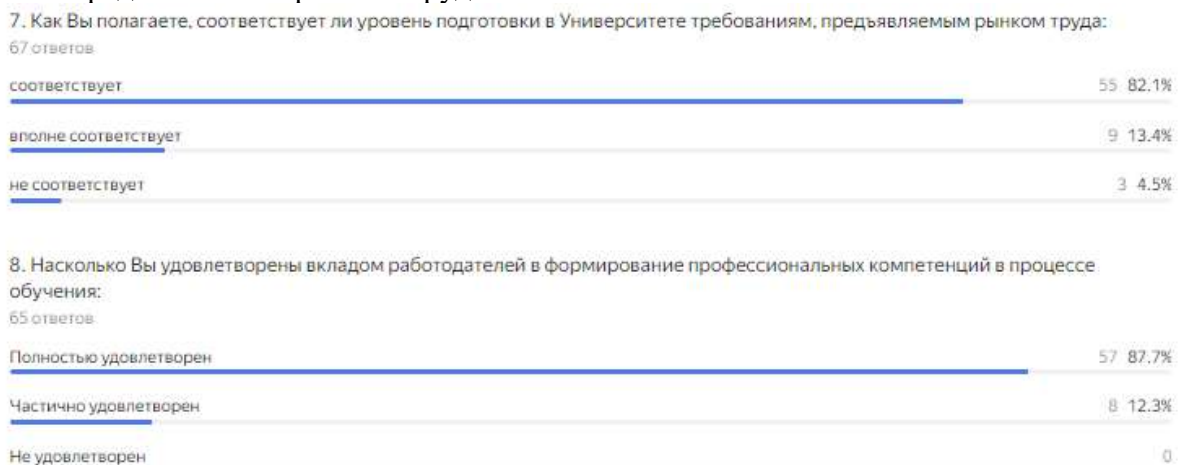 7. Как Вы полагаете, соответствует ли уровень подготовки в Университете требованиям, предъявляемым рынком труда:
67 ответов
соответствует 55 82.1%
вполне соответствует 9 13.4%
не соответствует 3 4.5%
8. Насколько Вы удовлетворены вкладом работодателей в формирование профессиональных компетенций в процессе
обучения:
65 ответов
Полностью удовлетворен 57 87.7%
Частично удовлетворен 8 12.3%
Не удовлетворен 0